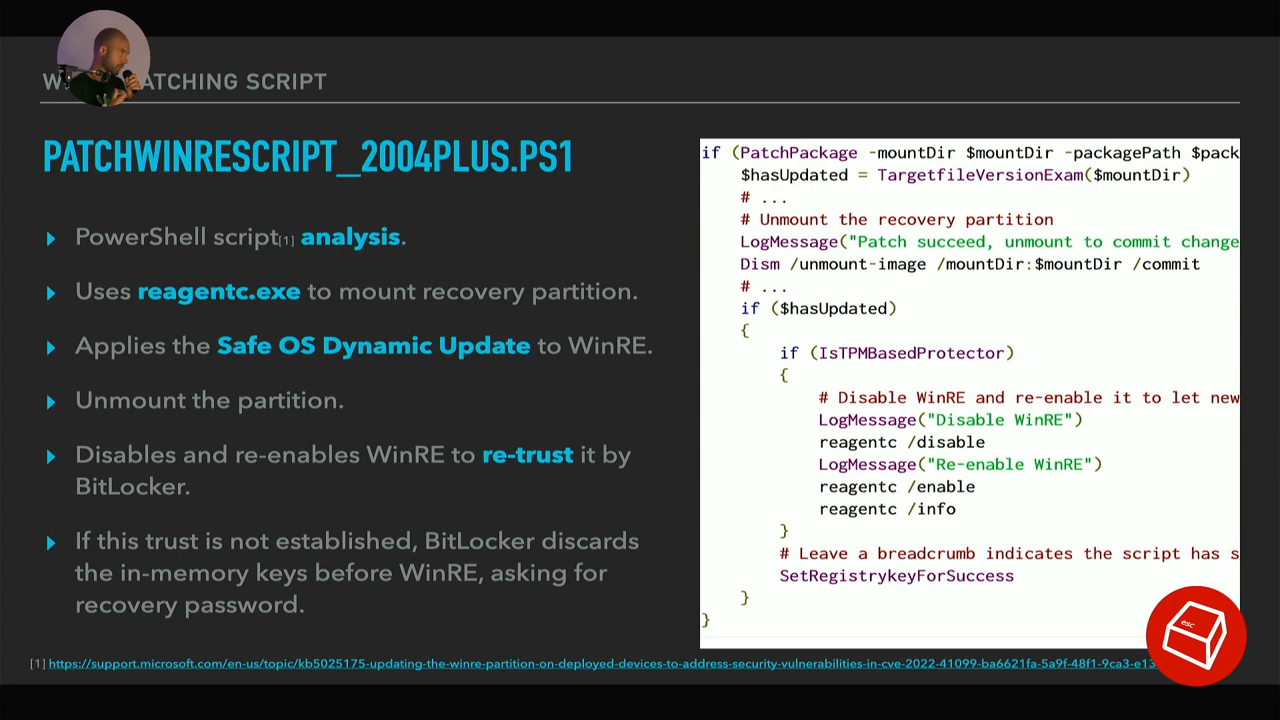 ATCHING SCRIPT
PATCHWINRESCRIPT_2004PLUS.PS1
PowerShell script[1] analysis.
Uses reagentc.exe to mount recovery partition.
Applies the Safe OS Dynamic Update to WinRE.
Unmount the partition.
Disables and re-enables WinRE to re-trust it by
BitLocker.
If this trust is not established, BitLocker discards
the in-memory keys before WinRE, asking for
recovery password.
if (PatchPackage -mountDir $mountDir -packagePath $pack
$hasUpdated = TargetfileVersionExam($mountDir)
# ...
# Unmount the recovery partition
LogMessage("Patch succeed, unmount to commit change
Dism /unmount-image /mountDir:$mountDir /commit
# ...
if ($hasUpdated)
{
if (IsTPMBasedProtector)
{
# Disable WinRE and re-enable it to let new
LogMessage("Disable WinRE")
reagentc /disable
LogMessage("Re-enable WinRE")
reagentc /enable
reagentc /info
}
# Leave a breadcrumb indicates the script has s
SetRegistrykeyForSuccess
}
}
esc
[1] https://support.microsoft.com/en-us/topic/kb5025175-updating-the-winre-partition-on-deployed-devices-to-address-security-vulnerabilities-in-cve-2022-41099-ba6621fa-5a9f-48f1-9ca3-e13